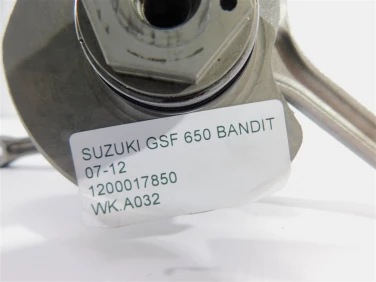 SUZUKI GSF 650 BANDIT
07-12
1200017850
WK.A032